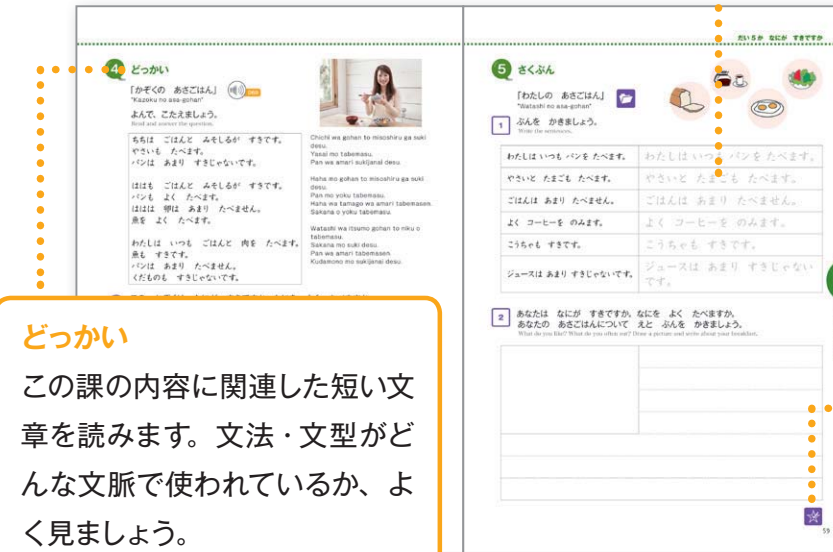 4 どっかい
「かぞくの あさごはん」
"Kazoku no asa-gohan"
よんで、こたえましょう。
Read and answer the question.
ちちは ごはんと みそしるが すきです。
やさいも たべます。
パンは あまり すきじゃないです。
ははも ごはんと みそしるが すきです。
パンも よく たべます。
ははは 卵は あまり たべません。
魚を よく たべます。
わたしは いつも ごはんと 肉を たべます。
魚も すきです。
パンは あまり たべません。
くだものも すきじゃないです。
Chichi wa gohan to misoshiru ga suki
desu.
Yasai mo tabemasu.
Pan wa amari sukijanai desu.
Haha mo gohan to misoshiru ga suki
desu.
Pan mo yoku tabemasu.
Haha wa tamago wa amari tabemasen.
Sakana o yoku tabemasu.
Watashi wa itsumo gohan to niku o
tabemasu.
Sakana mo suki desu.
Pan wa amari tabemasen.
Kudamono mo sukijanai desu.
どっかい
この課の内容に関連した短い文
章を読みます。文法・文型がど
んな文脈で使われているか、よ
く見ましょう。
だい5か なにが すきですか
5 さくぶん
「わたしの あさごはん」
"Watashi no asa-gohan"
1 ぶんを かきましょう。
Write the sentences.
わたしは いつも パンを たべます。 わたしは いつも パンを たべます。
やさいと たまごも たべます。 やさいと たまごも たべます。
ごはんは あまり たべません。 ごはんは あまり たべません。
よく コーヒーを のみます。 よく コーヒーを のみます。
こうちゃも すきです。 こうちゃも すきです。
ジュースは あまり すきじゃないです。 ジュースは あまり すきじゃない
です。
2 あなたは なにが すきですか。なにを よく たべますか。
あなたの あさごはんについて えと ぶんを かきましょう。
What do you like? What do you often eat? Draw a picture and write about your breakfast.
59